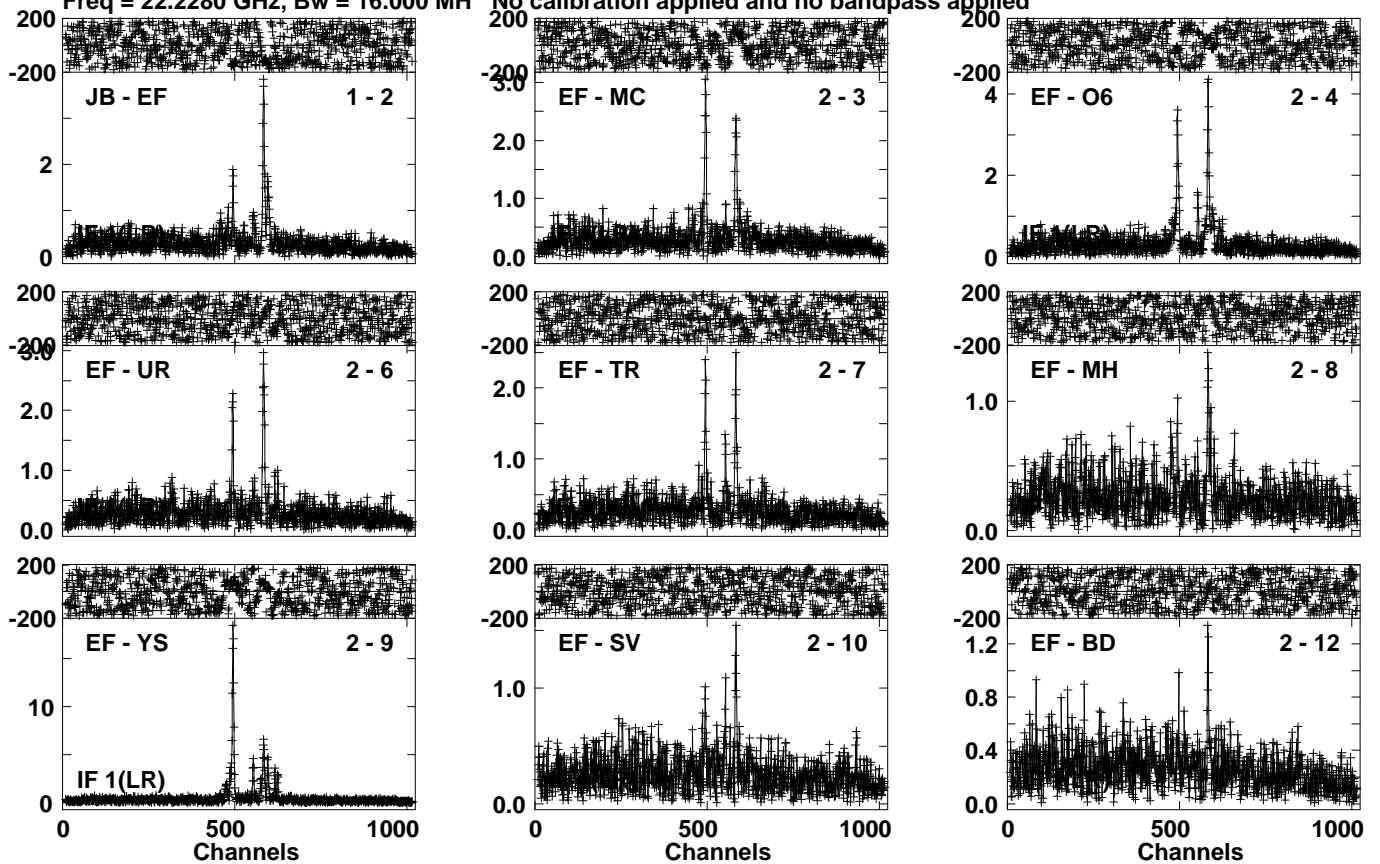 Freq = 22.2280 GHz, Bw = 16.000 MH No calibration applied and no bandpass applied
200 200 200
-200 -200 -200
JB - EF 1 - 2 EF - MC 2 - 3 EF - O6 2 - 4
3.0 4
2 2.0 2
1.0
IF 1(LR) IF 1(LR)
0 0.0 0
200 200 200
-200 -200 -200
3.0
EF - UR 2 - 6 EF - TR 2 - 7 EF - MH 2 - 8
2.0 2.0 1.0
1.0 1.0
0.0 0.0 0.0
200 200 200
-200 -200 -200
EF - YS 2 - 9 EF - SV 2 - 10 EF - BD 2 - 12
1.2
10 1.0 0.8
0.4
IF 1(LR)
0 0.0 0.0
0 500 1000 0 500 1000 0 500 1000
Channels Channels Channels